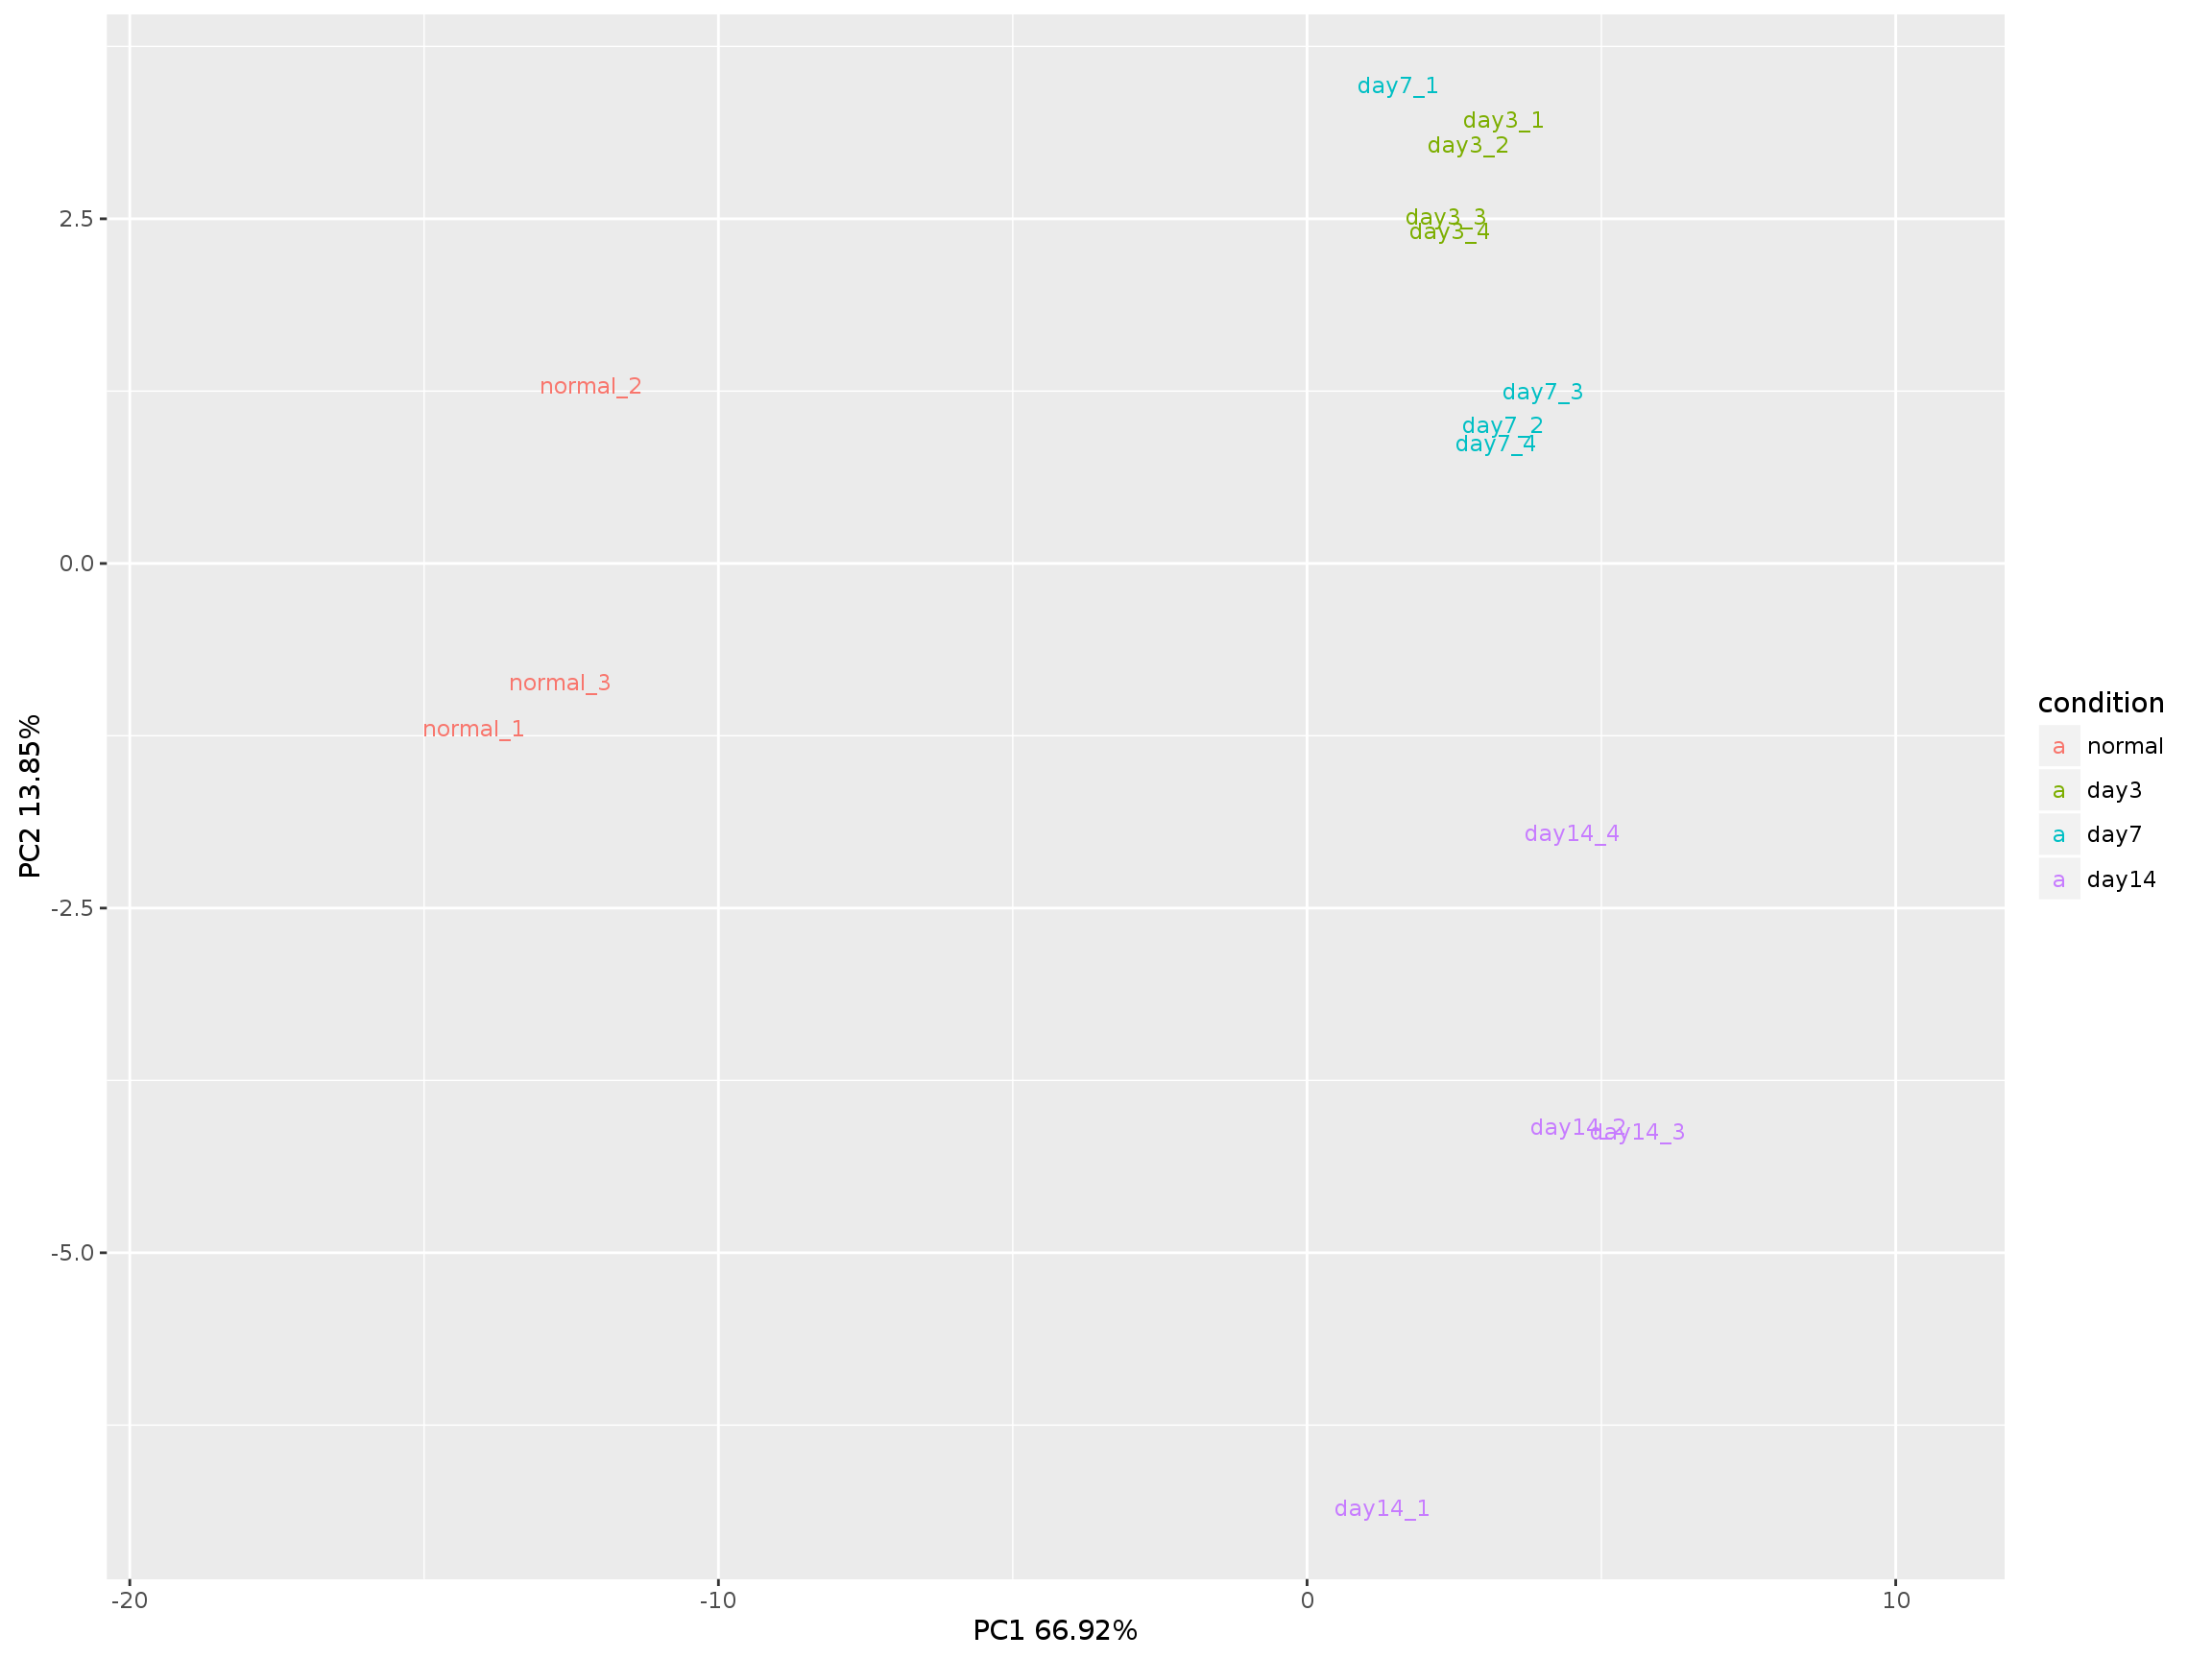 day7_1
day3_1
day3_2
2.5
day3_3
day3_4
normal_2
day7_3
day7_2
day7_4
0.0
normal_3
normal_1
condition
a normal
a day3
a day7
a day14
PC2 13.85%
day14_4
-2.5
day14_2
day14_3
-5.0
day14_1
-20
-10
0
10
PC1 66.92%